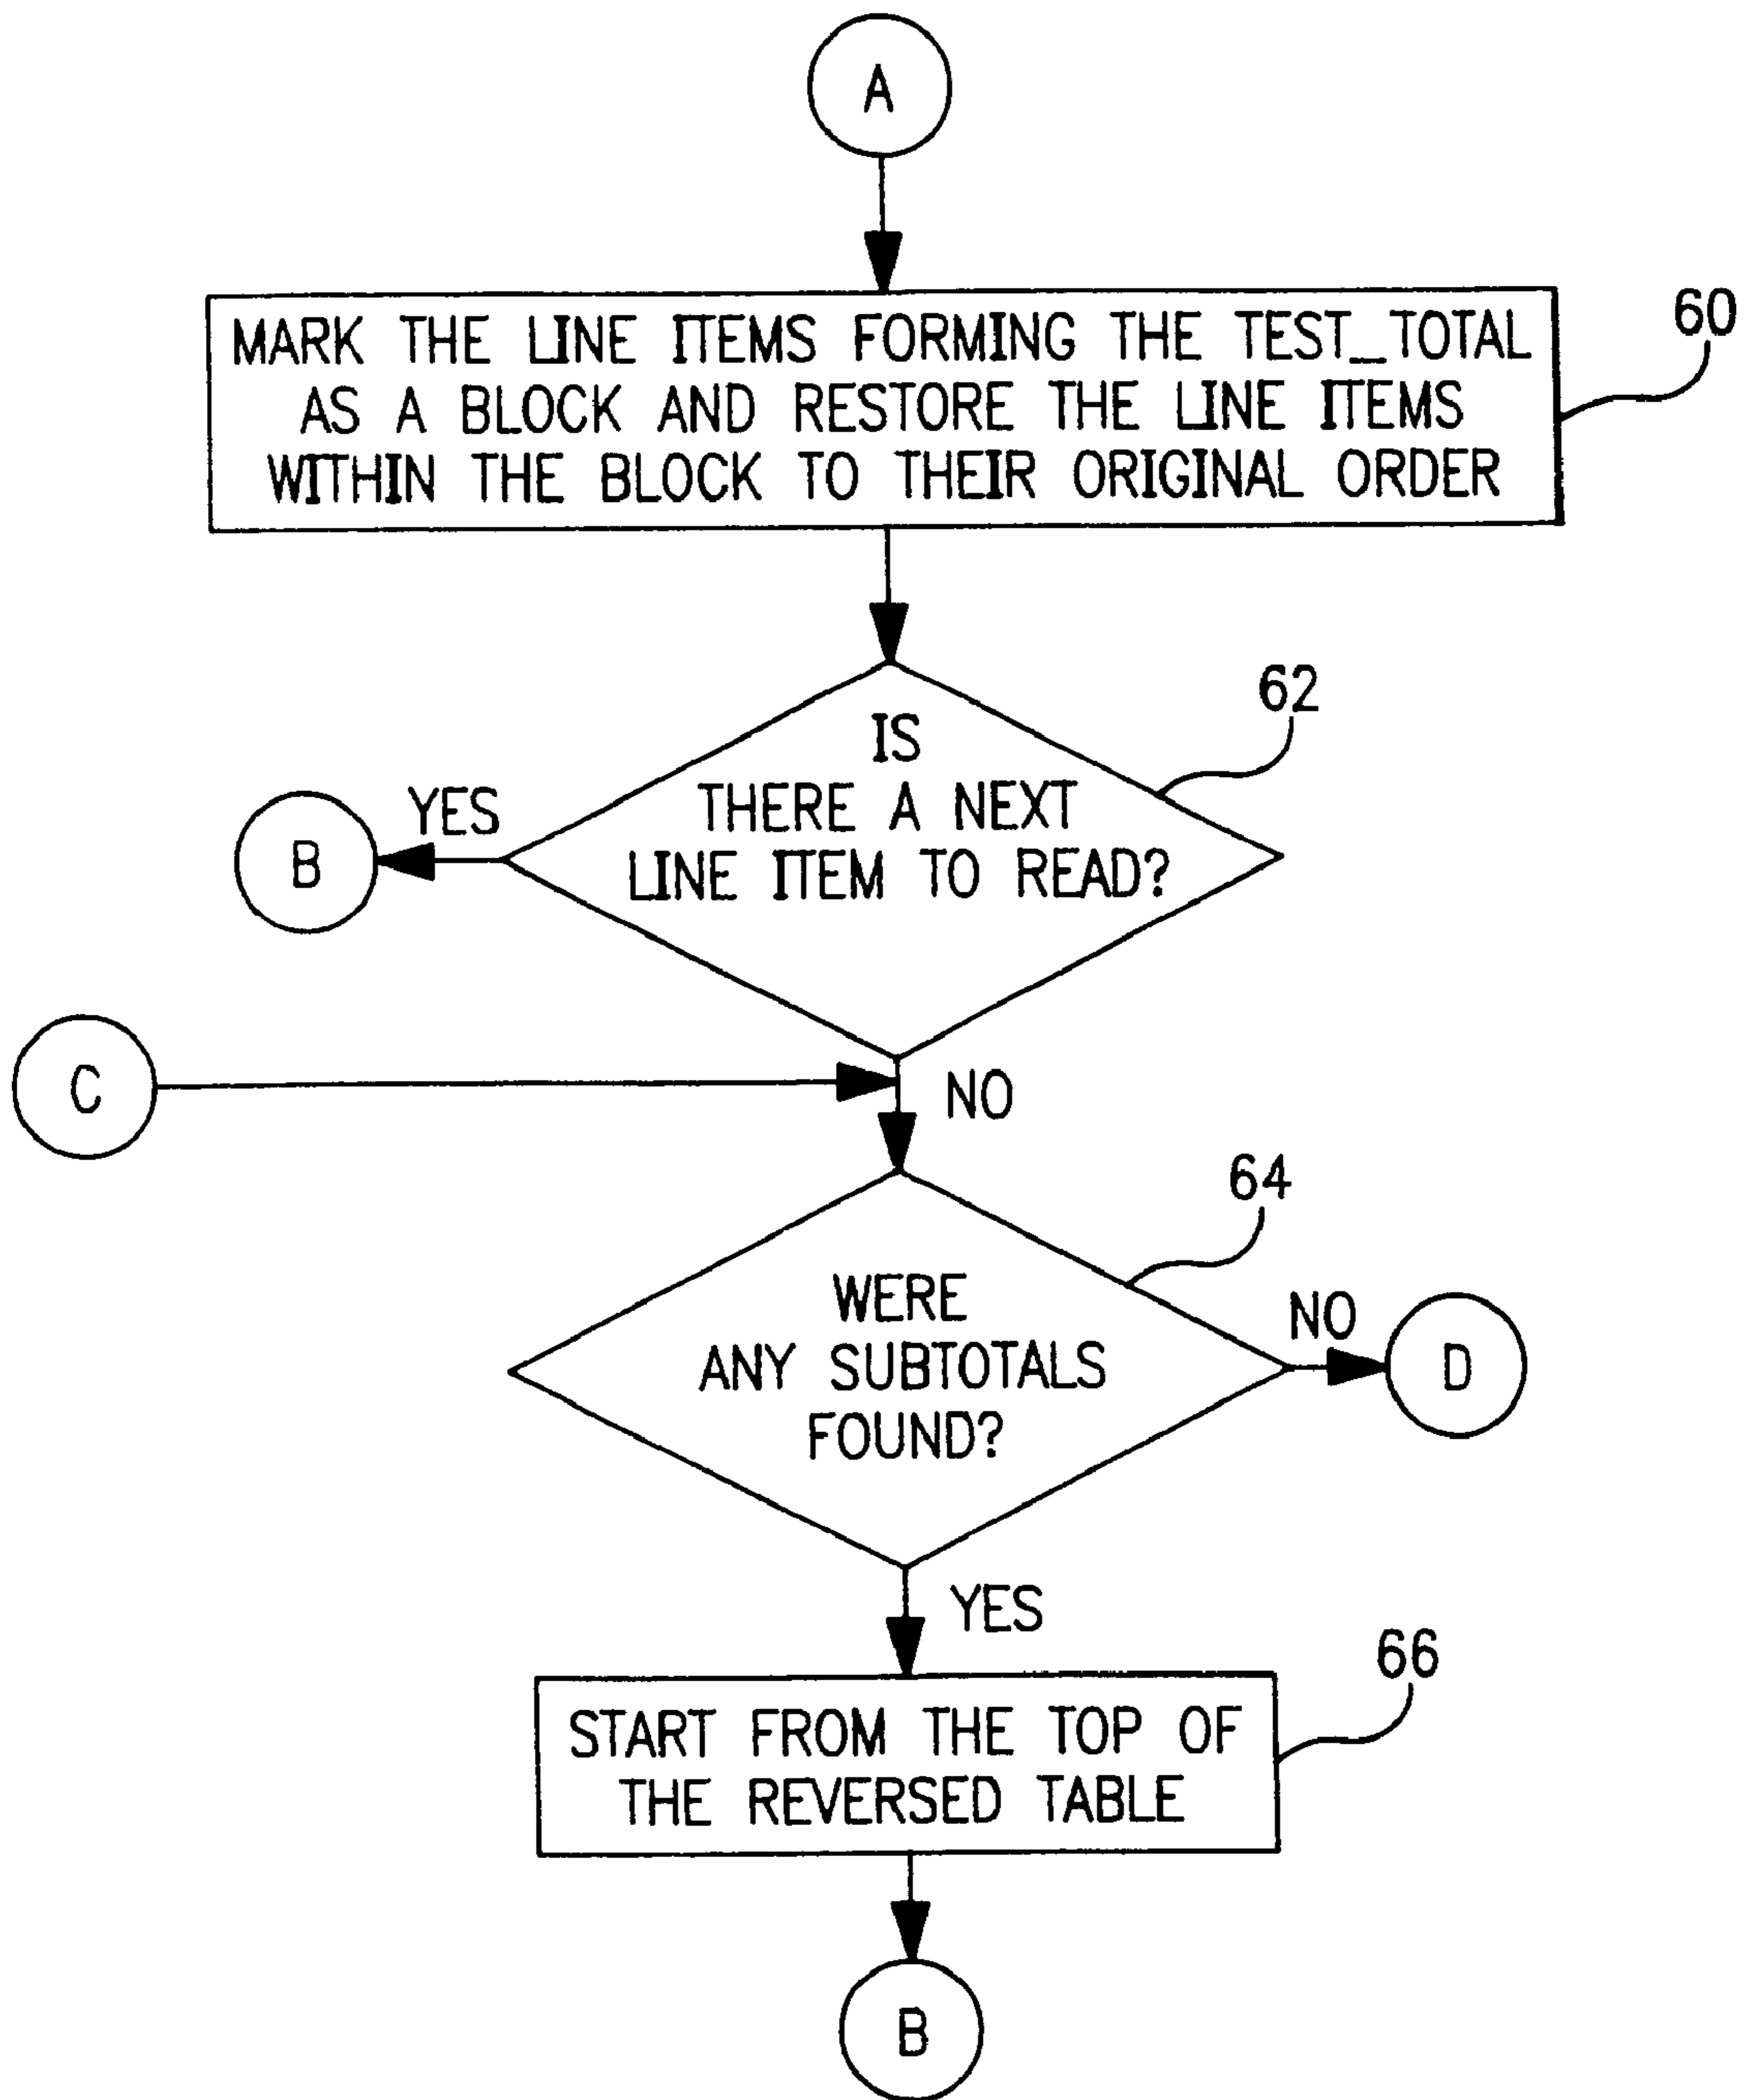 A
MARK THE LINE ITEMS FORMING THE TEST_TOTAL
AS A BLOCK AND RESTORE THE LINE ITEMS
WITHIN THE BLOCK TO THEIR ORIGINAL ORDER
60
IS
THERE A NEXT
LINE ITEM TO READ?
62
YES
B
C
NO
WERE
ANY SUBTOTALS
FOUND?
64
NO
D
YES
START FROM THE TOP OF
THE REVERSED TABLE
66
B